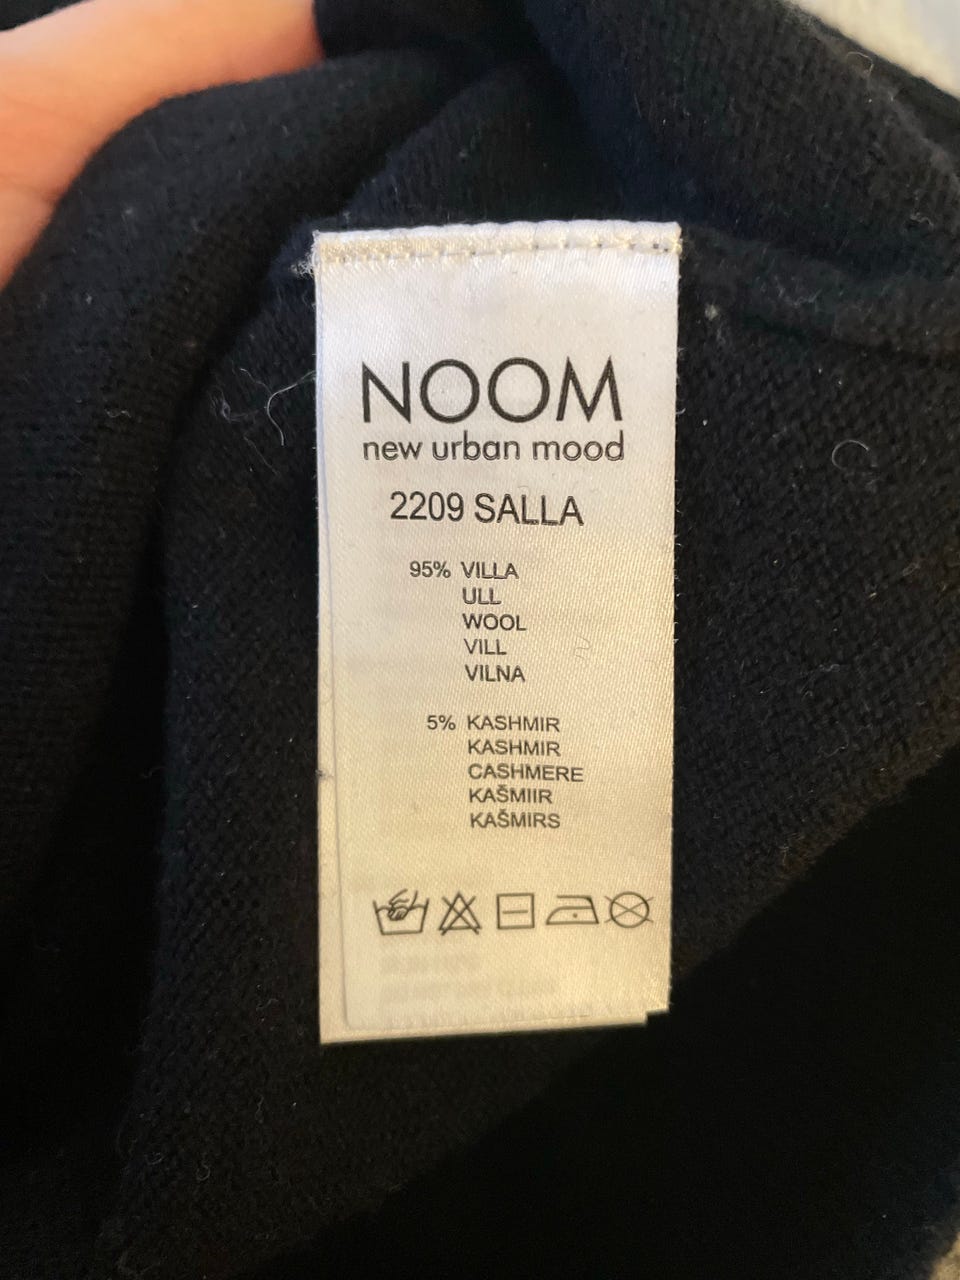 NOOM
new urban mood
2209 SALLA
95% VILLA
ULL
WOOL
VILL
VILNA
5% KASHMIR
KASHMIR
CASHMERE
KAŠMIIR
KAŠMIRS